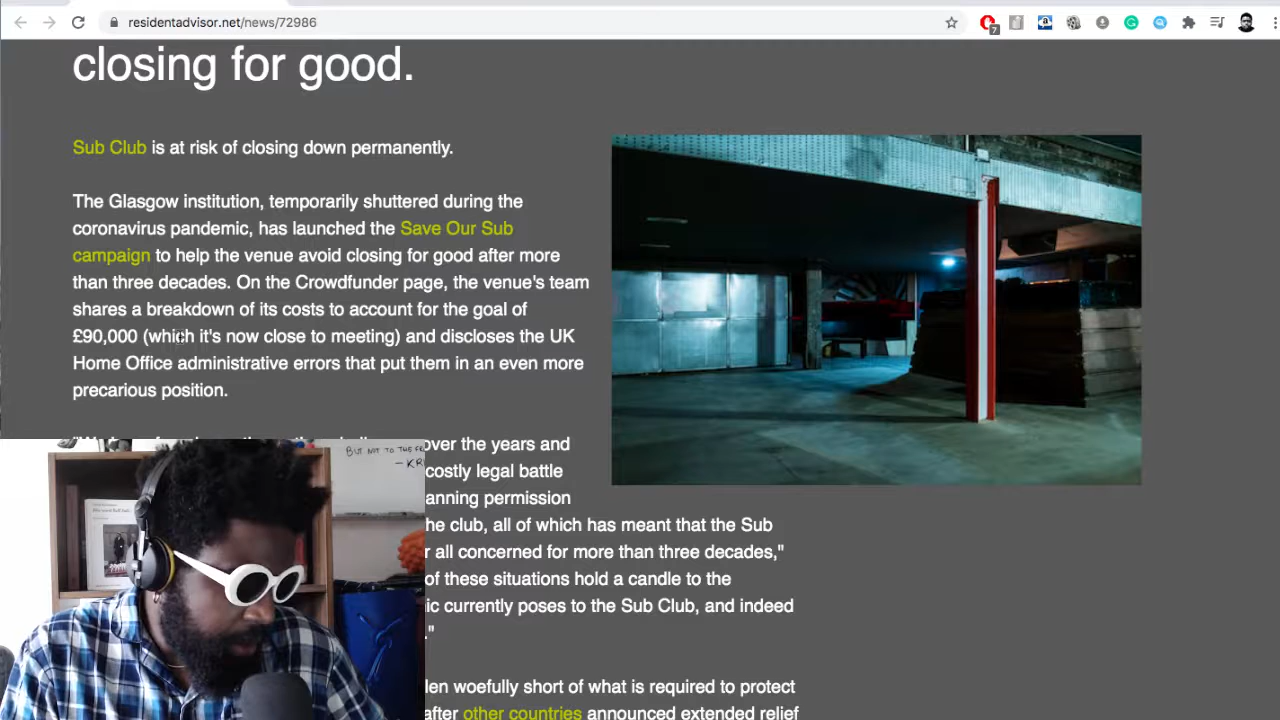 residentadvisor.net/news/72986
7
closing for good.
Sub Club is at risk of closing down permanently.
The Glasgow institution, temporarily shuttered during the
coronavirus pandemic, has launched the Save Our Sub
campaign to help the venue avoid closing for good after more
than three decades. On the Crowdfunder page, the venue's team
shares a breakdown of its costs to account for the goal of
£90,000 (which it's now close to meeting) and discloses the UK
Home Office administrative errors that put them in an even more
precarious position.
over the years and
costly legal battle
anning permission
he club, all of which has meant that the Sub
r all concerned for more than three decades,"
of these situations hold a candle to the
ic currently poses to the Sub Club, and indeed
."
len woefully short of what is required to protect
after other countries announced extended relief
BUT NOT TO THE
- KR